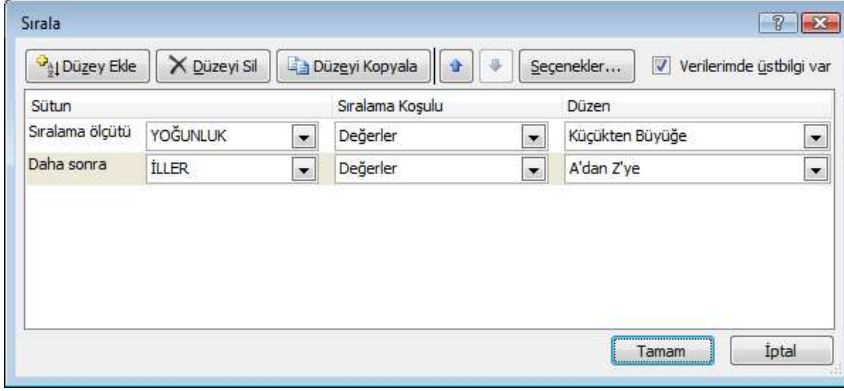 Sırala
Düzey Ekle Düzeyi Sil Düzeyi Kopyala Seçenekler... Verilerimde üstbilgi var
Sütun Sıralama Koşulu Düzen
Sıralama ölçütü YOĞUNLUK Değerler Küçükten Büyüğe
Daha sonra İLLER Değerler A'dan Z'ye
Tamam İptal